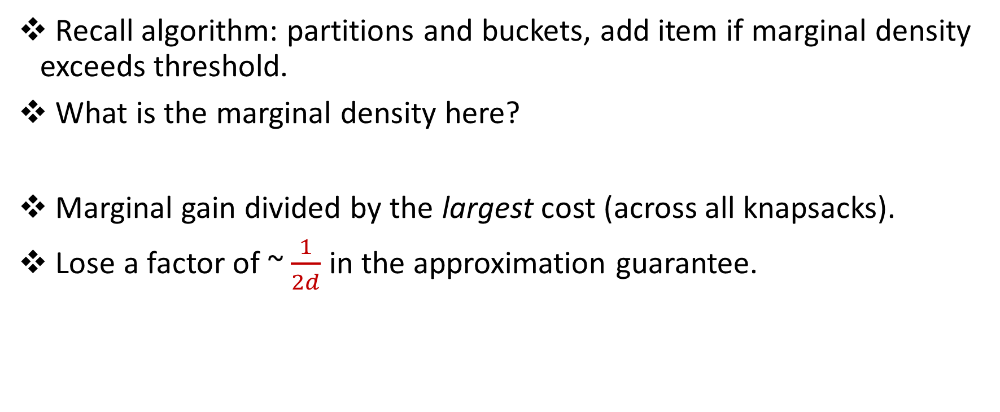 ❖ Recall algorithm: partitions and buckets, add item if marginal density
exceeds threshold.
❖ What is the marginal density here?
❖ Marginal gain divided by the largest cost (across all knapsacks).
❖ Lose a factor of ~ 1/2d in the approximation guarantee.